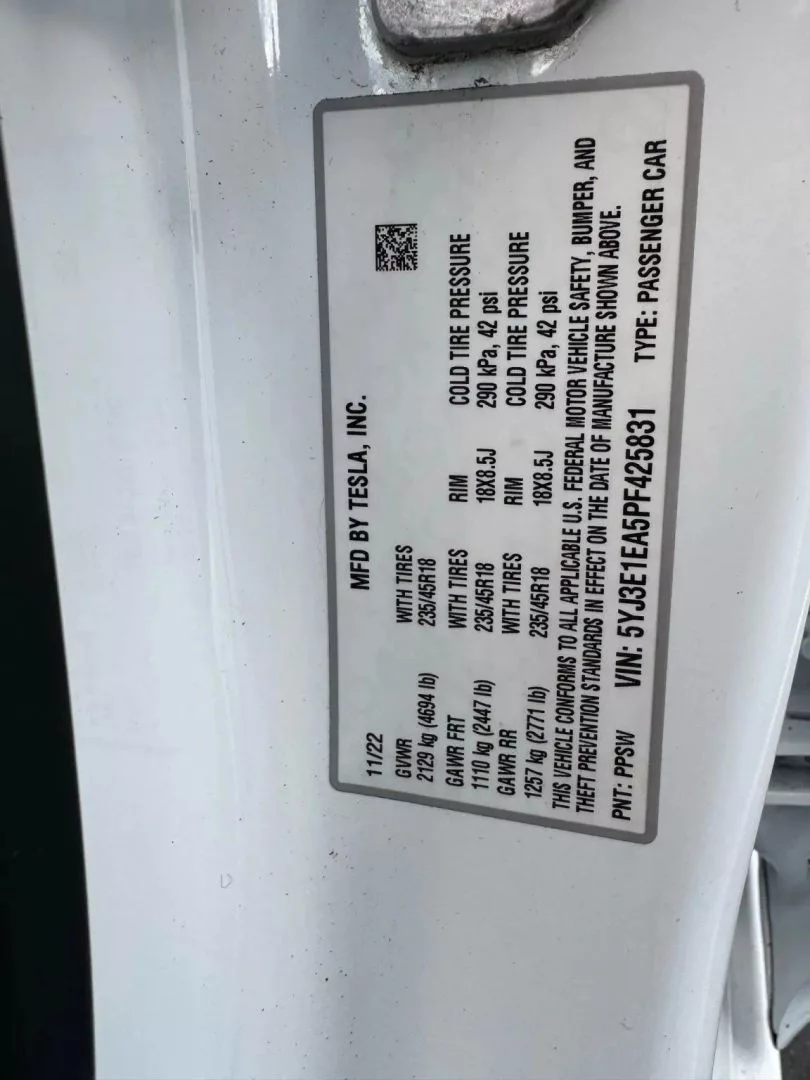 MFD BY TESLA, INC.
11/22
GVWR WITH TIRES
2129 kg (4694 lb) 235/45R18
GAWR FRT WITH TIRES RIM COLD TIRE PRESSURE
1110 kg (2447 lb) 235/45R18 18X8.5J 290 kPa, 42 psi
GAWR RR WITH TIRES RIM COLD TIRE PRESSURE
1257 kg (2771 lb) 235/45R18 18X8.5J 290 kPa, 42 psi
THIS VEHICLE CONFORMS TO ALL APPLICABLE U.S. FEDERAL MOTOR VEHICLE SAFETY, BUMPER, AND
THEFT PREVENTION STANDARDS IN EFFECT ON THE DATE OF MANUFACTURE SHOWN ABOVE.
PNT: PPSW VIN: 5YJ3E1EA5PF425831 TYPE: PASSENGER CAR